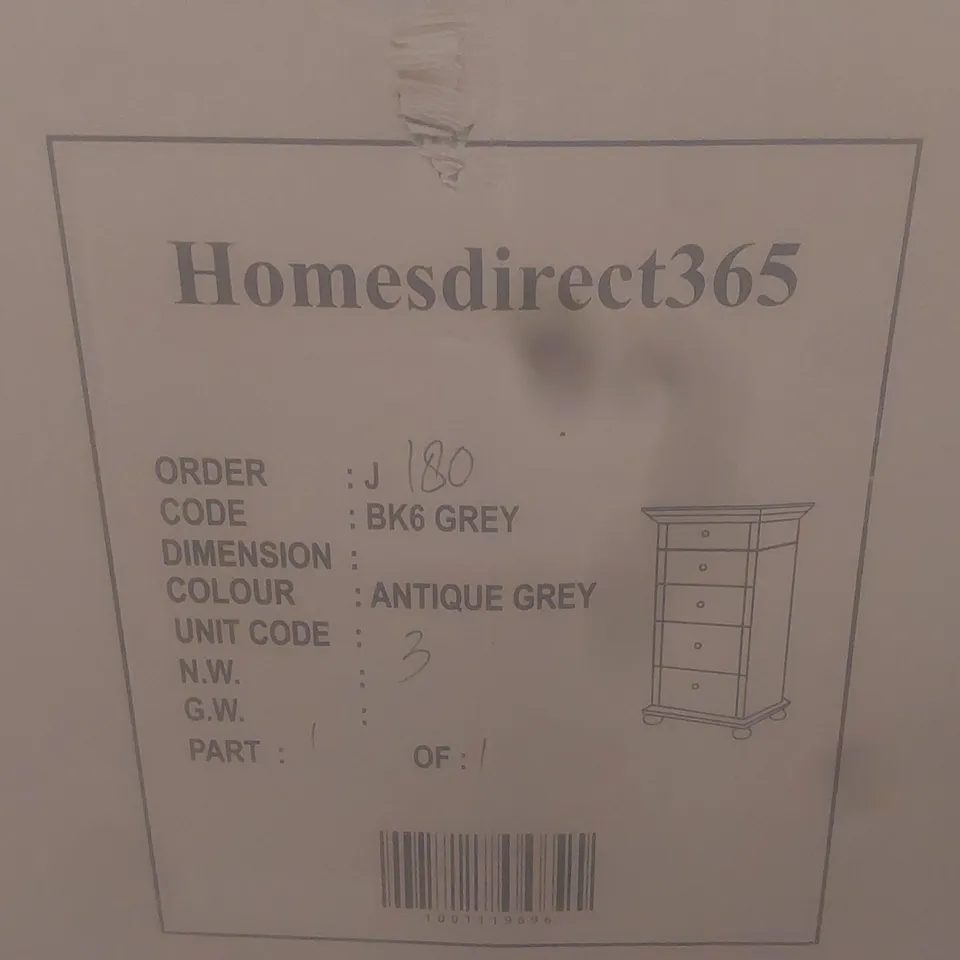 Homesdirect365
ORDER : J 180
CODE : BK6 GREY
DIMENSION :
COLOUR : ANTIQUE GREY
UNIT CODE : 3
N.W. :
G.W. :
PART : 1 OF : 1